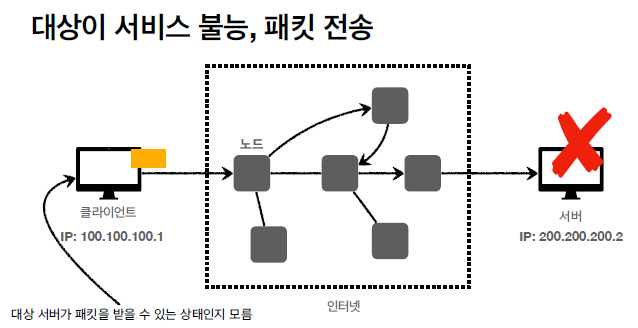 대상이 서비스 불능, 패킷 전송
노드
클라이언트
IP: 100.100.100.1
서버
IP: 200.200.200.2
인터넷
대상 서버가 패킷을 받을 수 있는 상태인지 모름